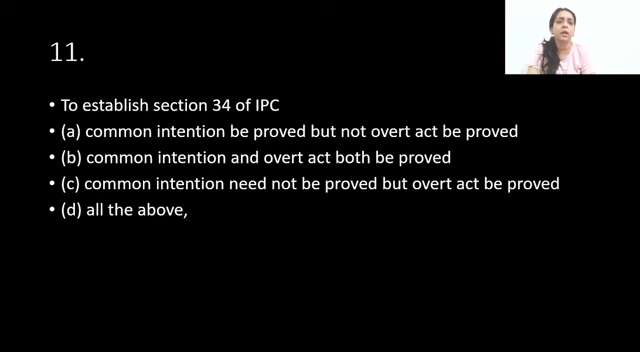 11.
• To establish section 34 of IPC
• (a) common intention be proved but not overt act be proved
• (b) common intention and overt act both be proved
• (c) common intention need not be proved but overt act be proved
• (d) all the above,